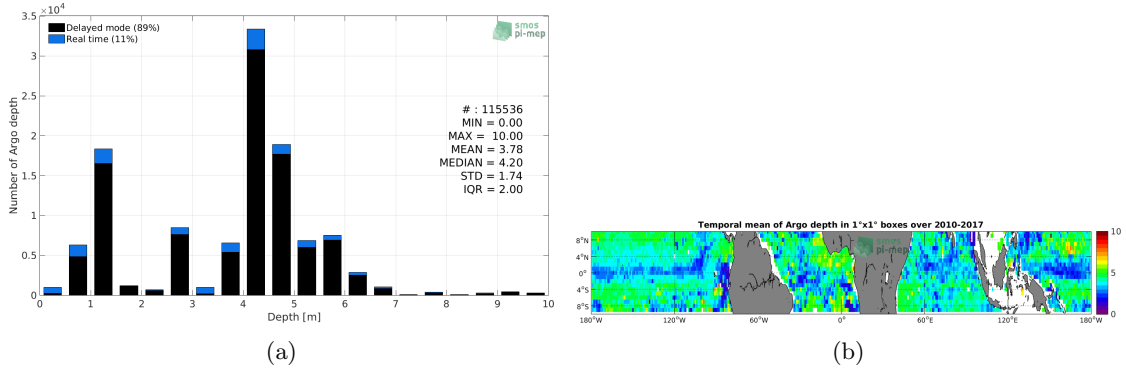 3.5 ×10⁴
Delayed mode (89%)
Real time (11%)
smos
pi-mep
3
2.5
2
1.5
1
0.5
0
Number of Argo depth
# : 115536
MIN = 0.00
MAX = 10.00
MEAN = 3.78
MEDIAN = 4.20
STD = 1.74
IQR = 2.00
1 2 3 4 5 6 7 8 9 10
Depth [m]
(a)
Temporal mean of Argo depth in 1°x1° boxes over 2010-2017
smos
pi-mep
8°N
4°N
0°
4°S
8°S
180°W 120°W 60°W 0° 60°E 120°E 180°W
10
5
0
(b)